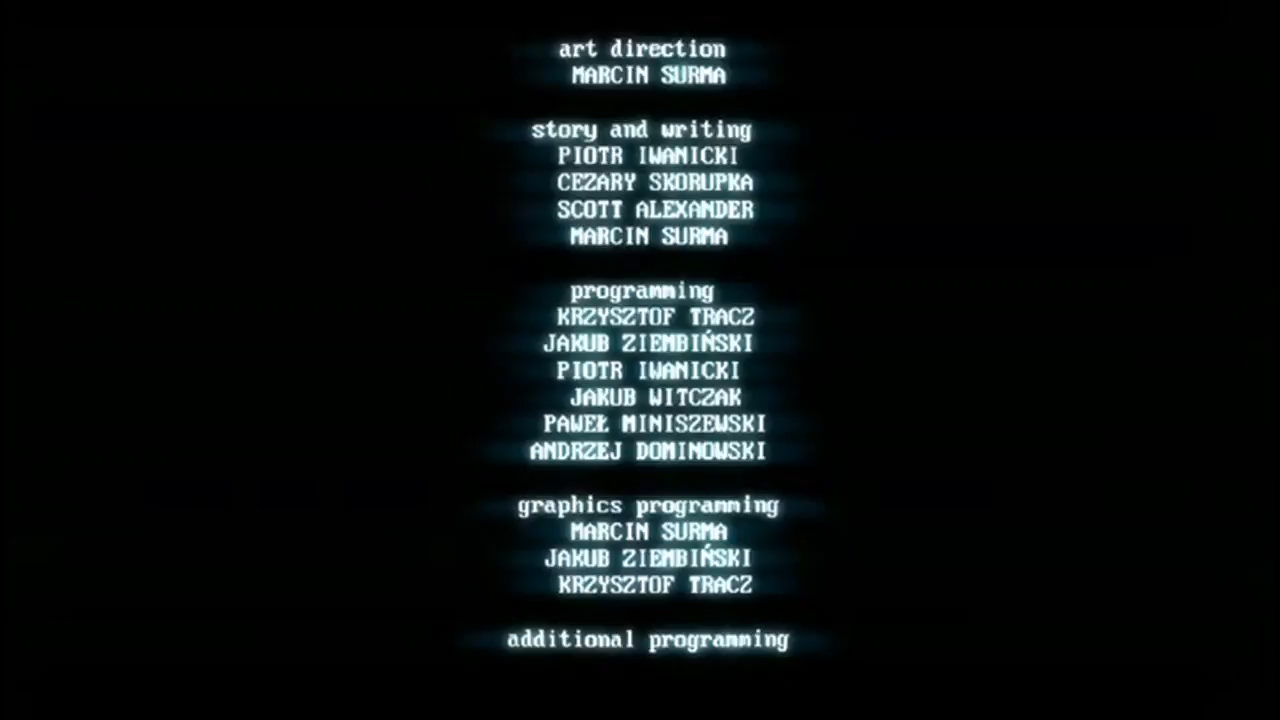 art direction
MARCIN SURMA
story and writing
PIOTR IWANICKI
CEZARY SKORUPKA
SCOTT ALEXANDER
MARCIN SURMA
programming
KRZYSZTOF TRACZ
JAKUB ZIEMBIŃSKI
PIOTR IWANICKI
JAKUB WITCZAK
PAWEŁ MINISZEWSKI
ANDRZEJ DOMINOWSKI
graphics programming
MARCIN SURMA
JAKUB ZIEMBIŃSKI
KRZYSZTOF TRACZ
additional programming